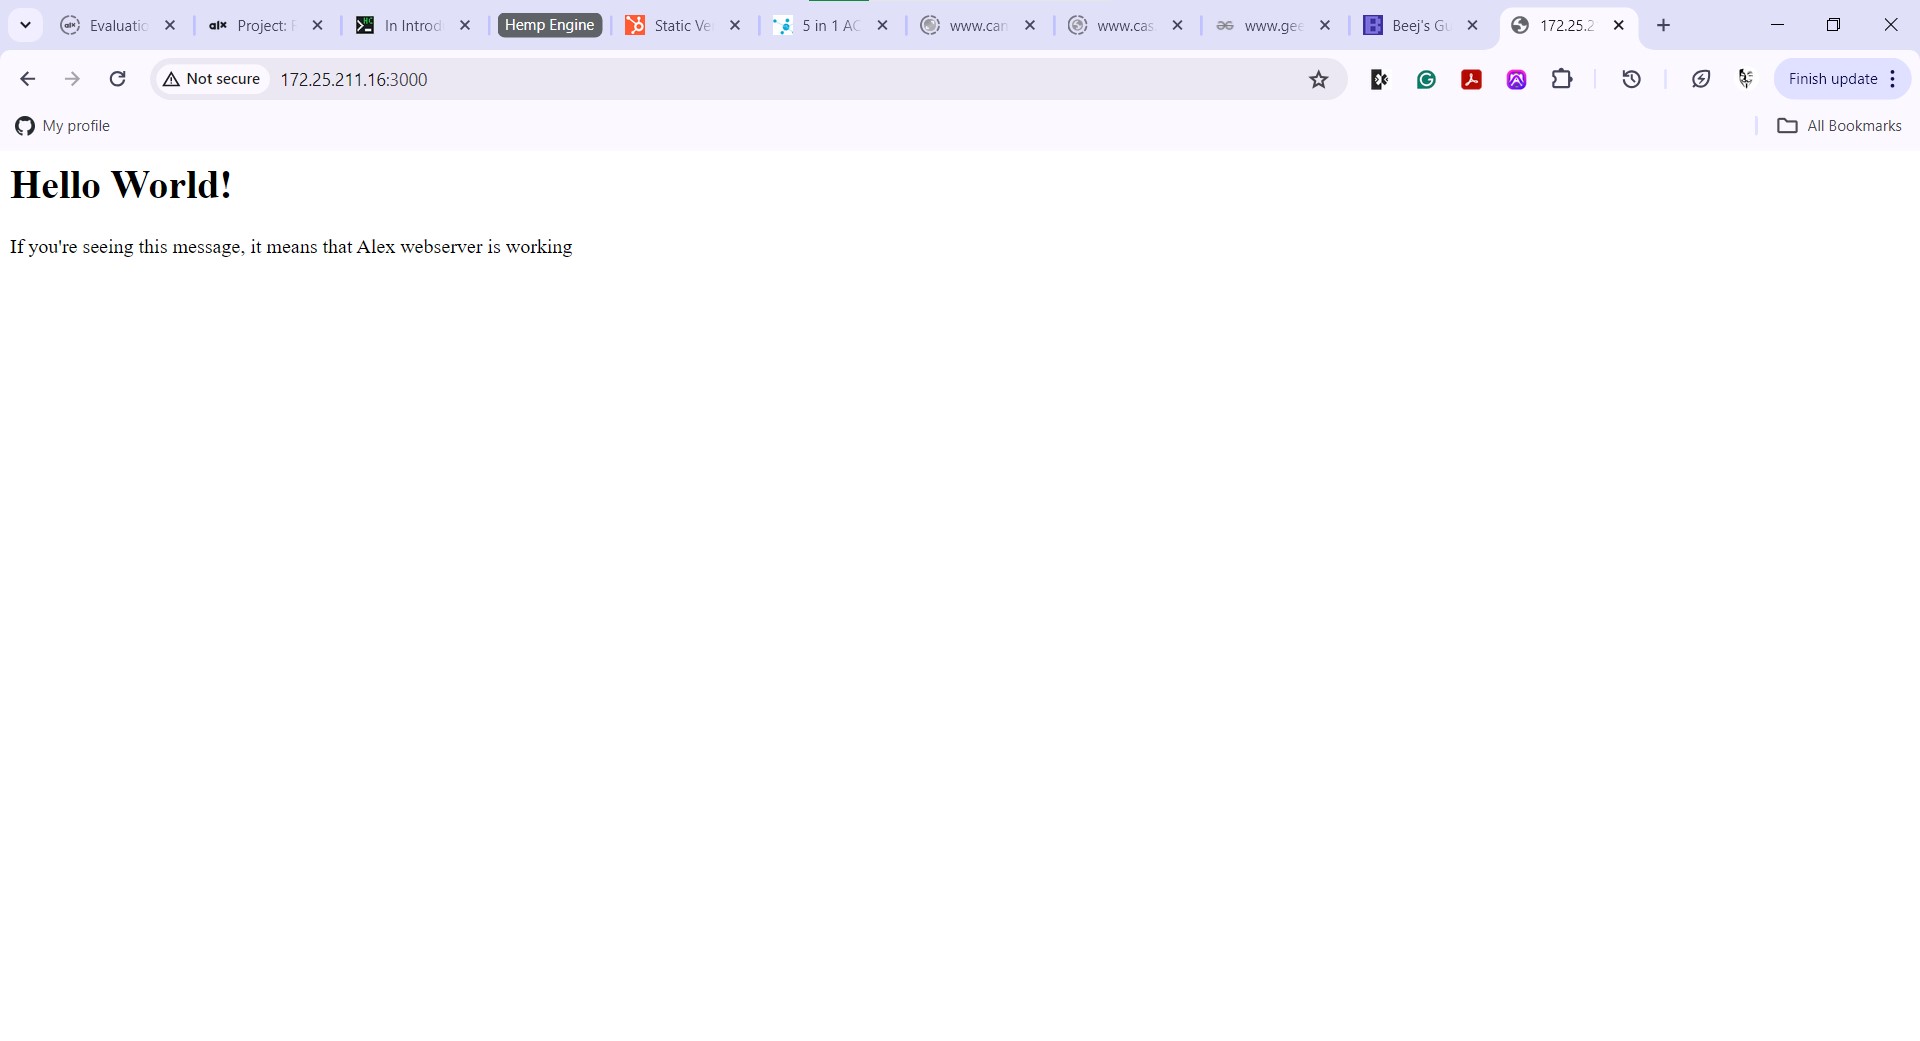 Evaluatio
alx Project: F
In Introd
Hemp Engine
Static Ve
5 in 1 AC
www.can
www.cas
www.gee
Beej's Gu
172.25.2
Not secure
172.25.211.16:3000
Finish update
My profile
All Bookmarks
Hello World!
If you're seeing this message, it means that Alex webserver is working